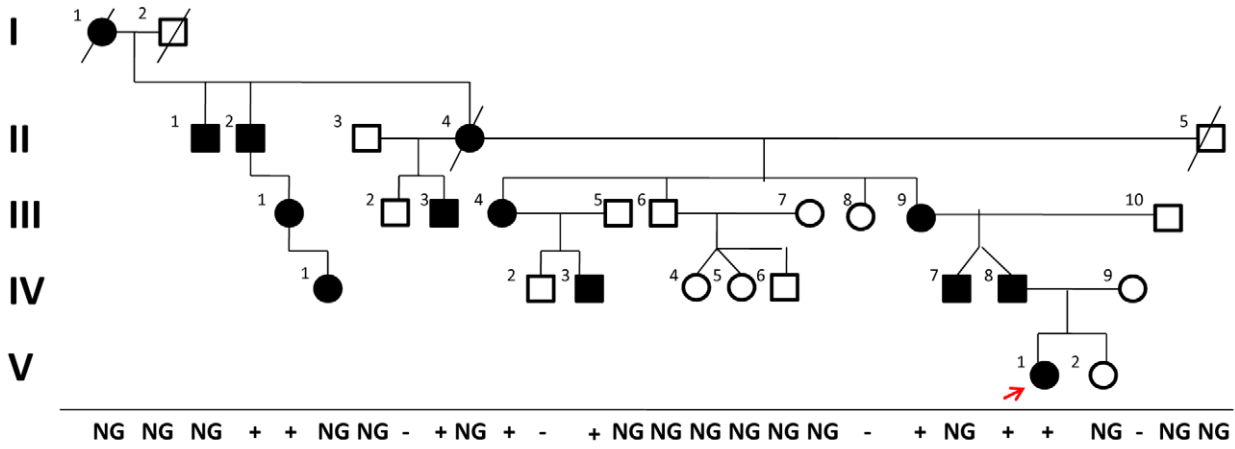 I 1 2
II 1 2 3 4 5
III 1 2 3 4 5 6 7 8 9 10
IV 1 2 3 4 5 6 7 8 9
V 1 2
NG NG NG + + NG NG - + NG + - + NG NG NG NG NG NG - + NG + + NG - NG NG